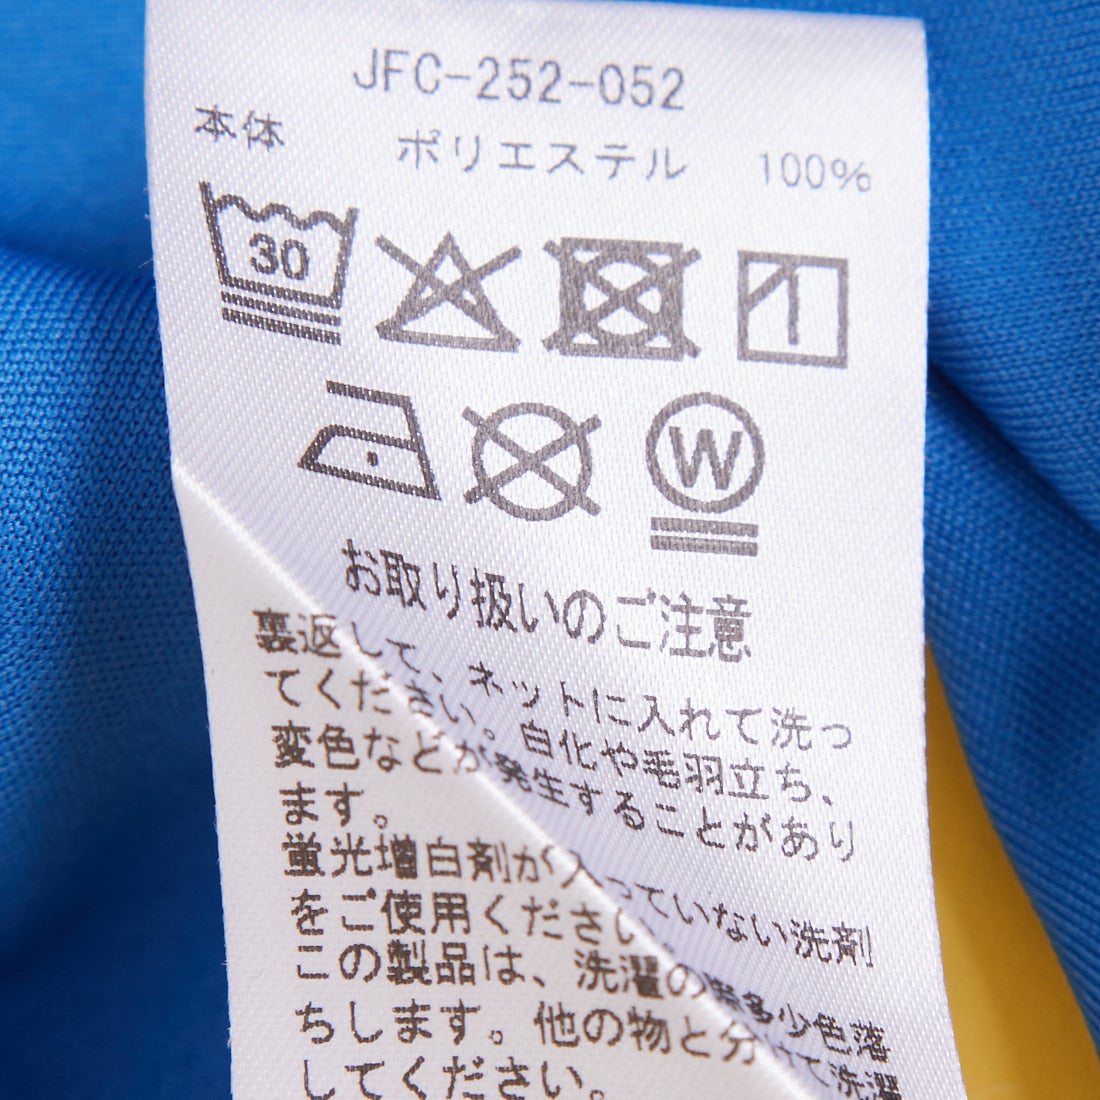 JFC-252-052
本体 ポリエステル 100%
30
W
お取り扱いのご注意
裏返して、ネットに入れて洗っ
てください。白化や毛羽立ち、
変色などが発生することがあり
ます。
蛍光増白剤が入っていない洗剤
をご使用ください。
この製品は、洗濯の時多少色落
ちします。他の物と分けて洗濯
してください。